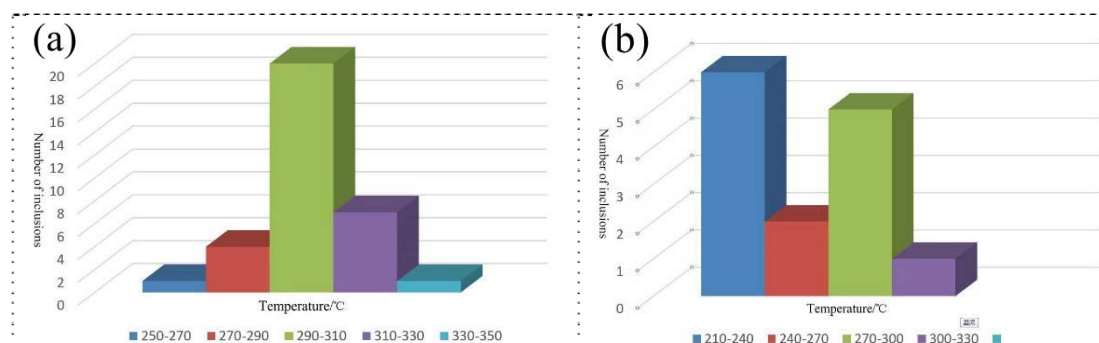 (a)
20
18
16
14
12
10
8
6
4
2
0
Number of inclusions
Temperature/℃
250-270 270-290 290-310 310-330 330-350
(b)
6
5
4
3
2
1
0
Number of inclusions
Temperature/℃
210-240 240-270 270-300 300-330